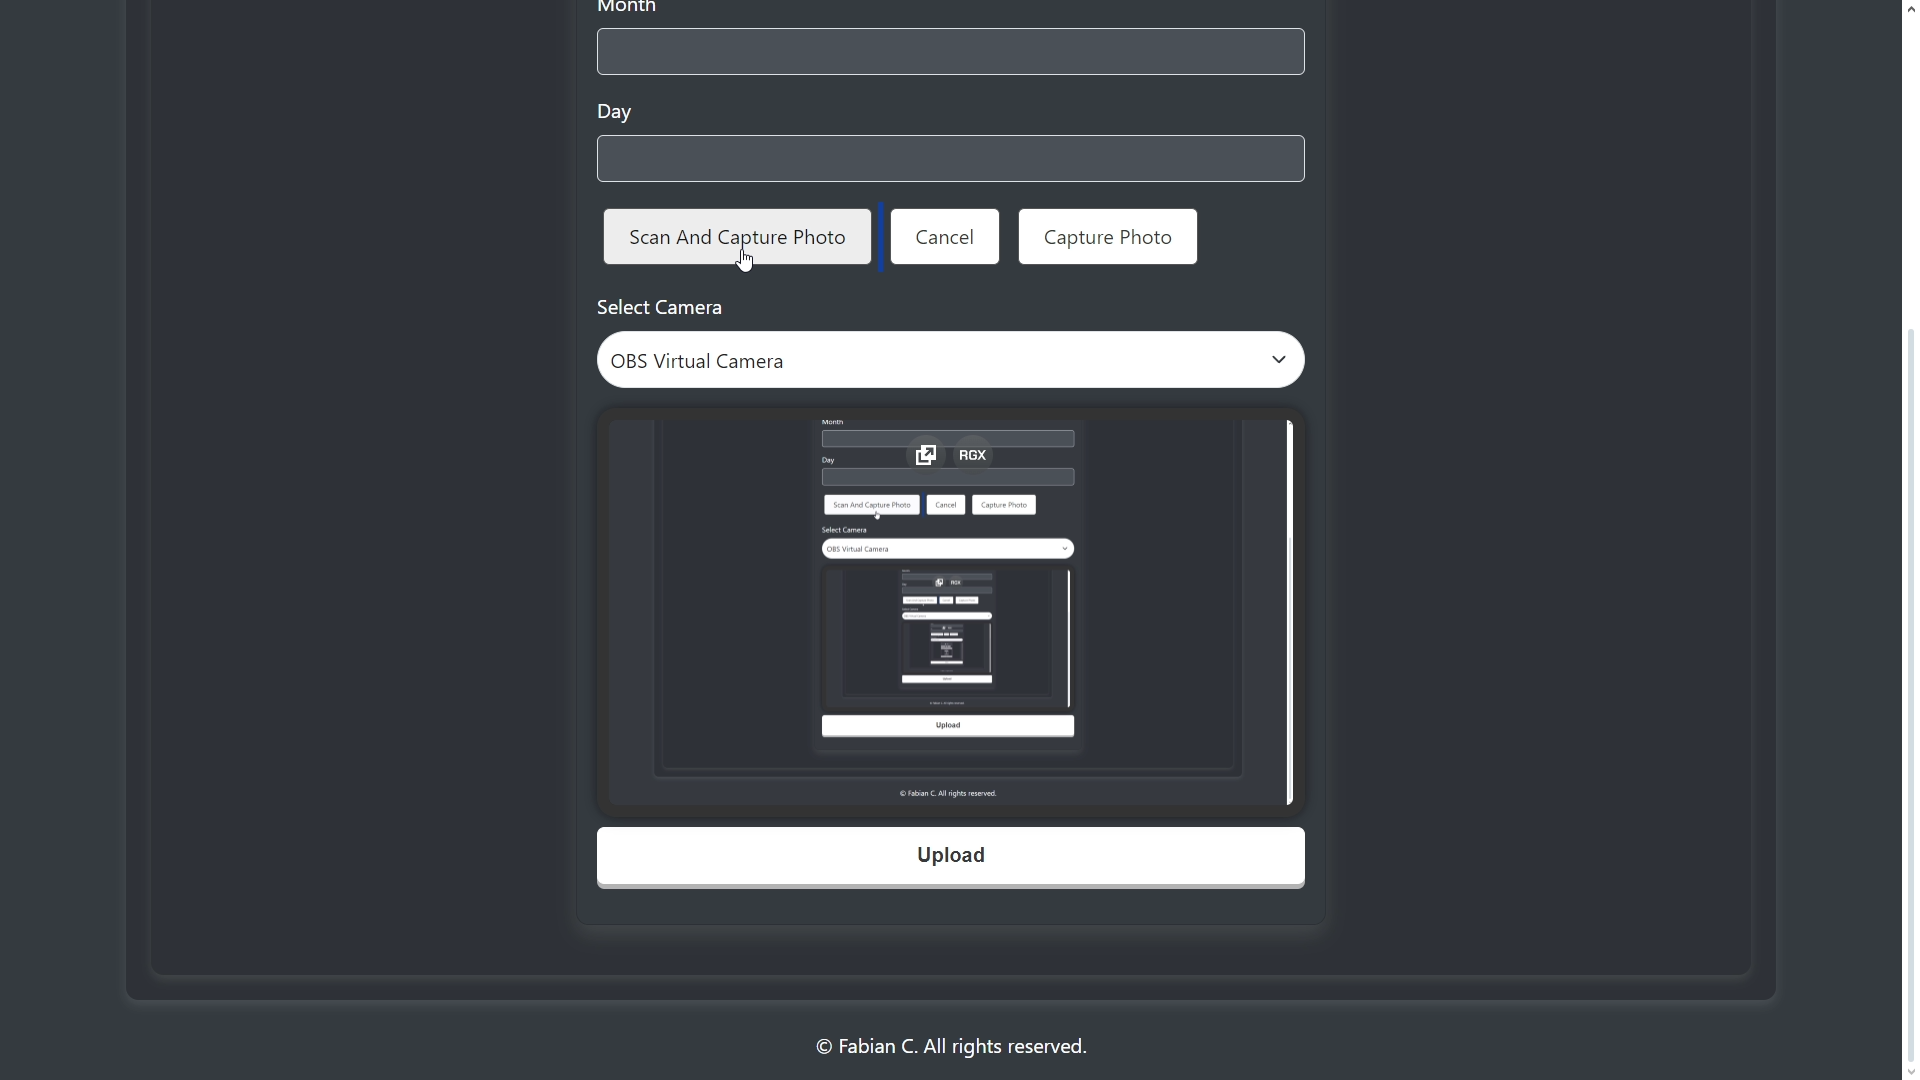 Month
Day
Scan And Capture Photo
Cancel
Capture Photo
Select Camera
OBS Virtual Camera
Month
RGX
Day
Scan And Capture Photo
Cancel
Capture Photo
Select Camera
OBS Virtual Camera
RGX
Upload
© Fabian C. All rights reserved.
Upload
© Fabian C. All rights reserved.